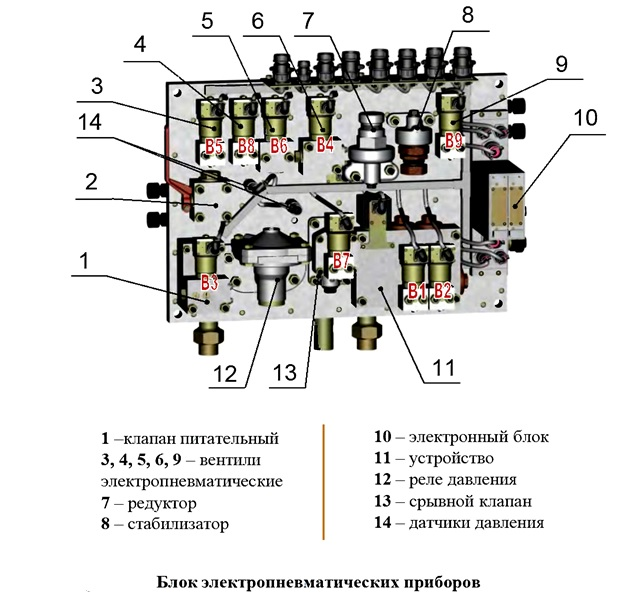 5 6 7 8
4 9
3 10
14
2
1
B5 B8 B6 B4 B9
B3 B7 B1 B2
12 13 11
1 –клапан питательный
3, 4, 5, 6, 9 – вентили
электропневматические
7 – редуктор
8 – стабилизатор
10 – электронный блок
11 – устройство
12 – реле давления
13 – срывной клапан
14 – датчики давления
Блок электропневматических приборов